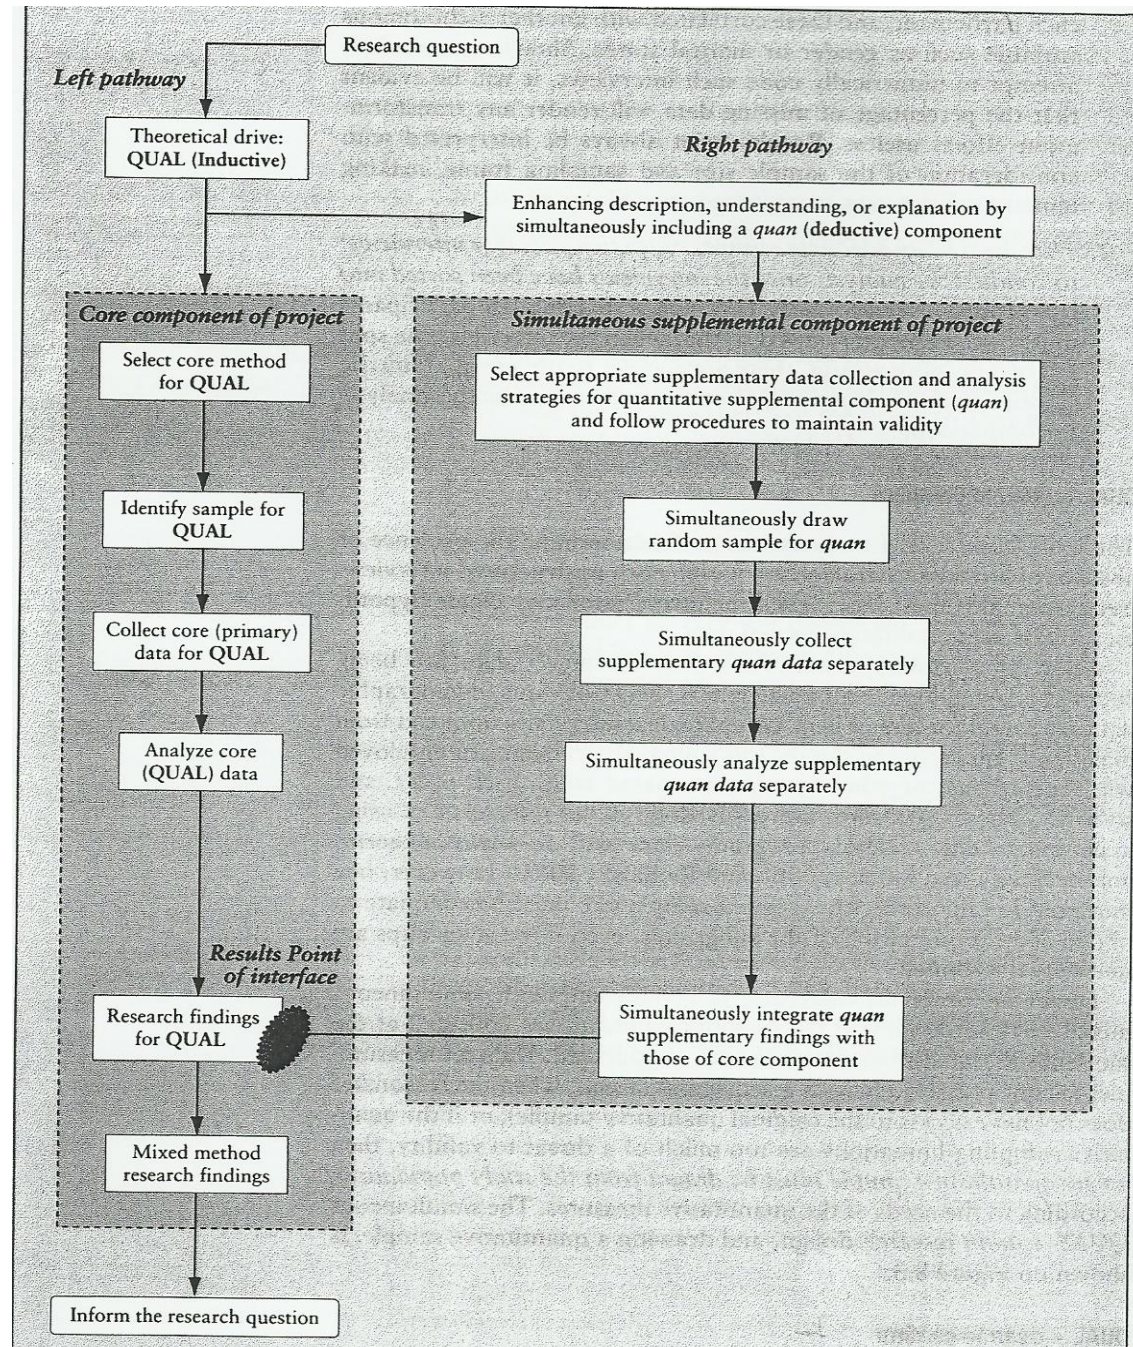 Research question
Left pathway
Theoretical drive:
QUAL (Inductive)
Right pathway
Enhancing description, understanding, or explanation by
simultaneously including a quan (deductive) component
Core component of project
Select core method
for QUAL
Identify sample for
QUAL
Collect core (primary)
data for QUAL
Analyze core
(QUAL) data
Results Point
of interface
Research findings
for QUAL
Mixed method
research findings
Simultaneous supplemental component of project
Select appropriate supplementary data collection and analysis
strategies for quantitative supplemental component (quan)
and follow procedures to maintain validity
Simultaneously draw
random sample for quan
Simultaneously collect
supplementary quan data separately
Simultaneously analyze supplementary
quan data separately
Simultaneously integrate quan
supplementary findings with
those of core component
Inform the research question